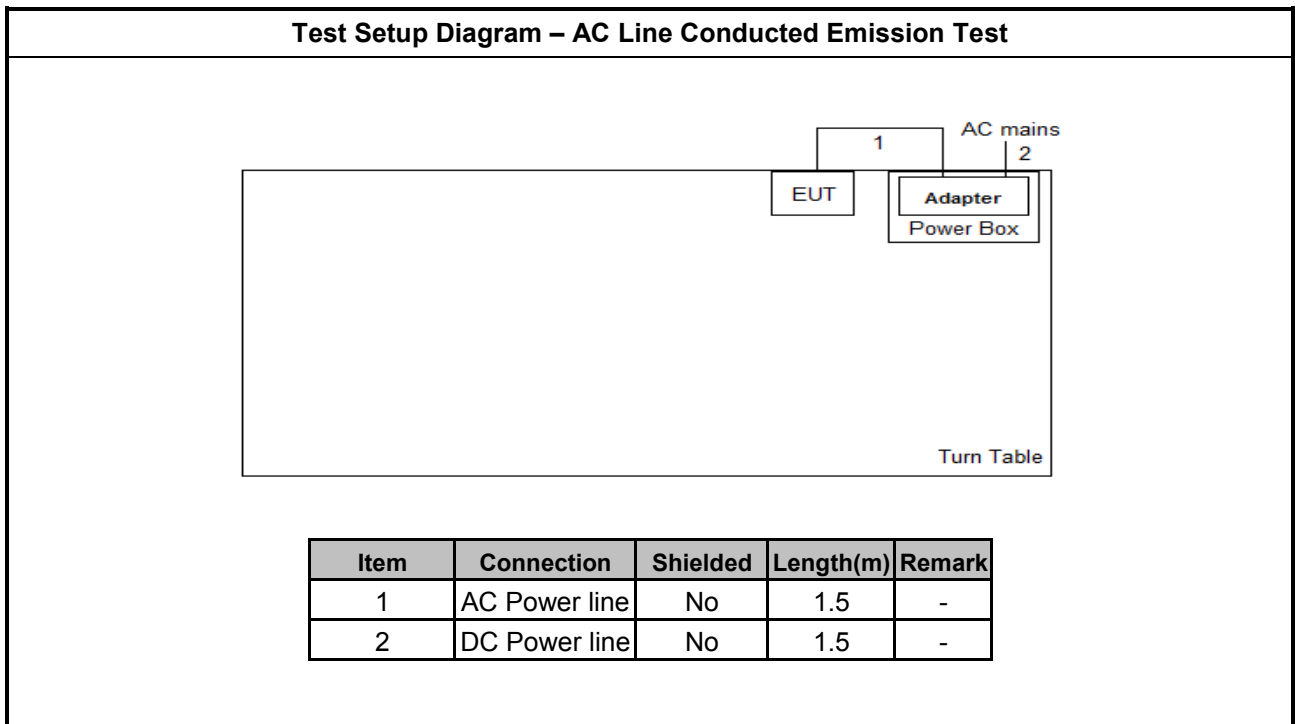 Test Setup Diagram – AC Line Conducted Emission Test
AC mains
1
2
EUT
Adapter
Power Box
Turn Table
Item Connection Shielded Length(m) Remark
1 AC Power line No 1.5 -
2 DC Power line No 1.5 -